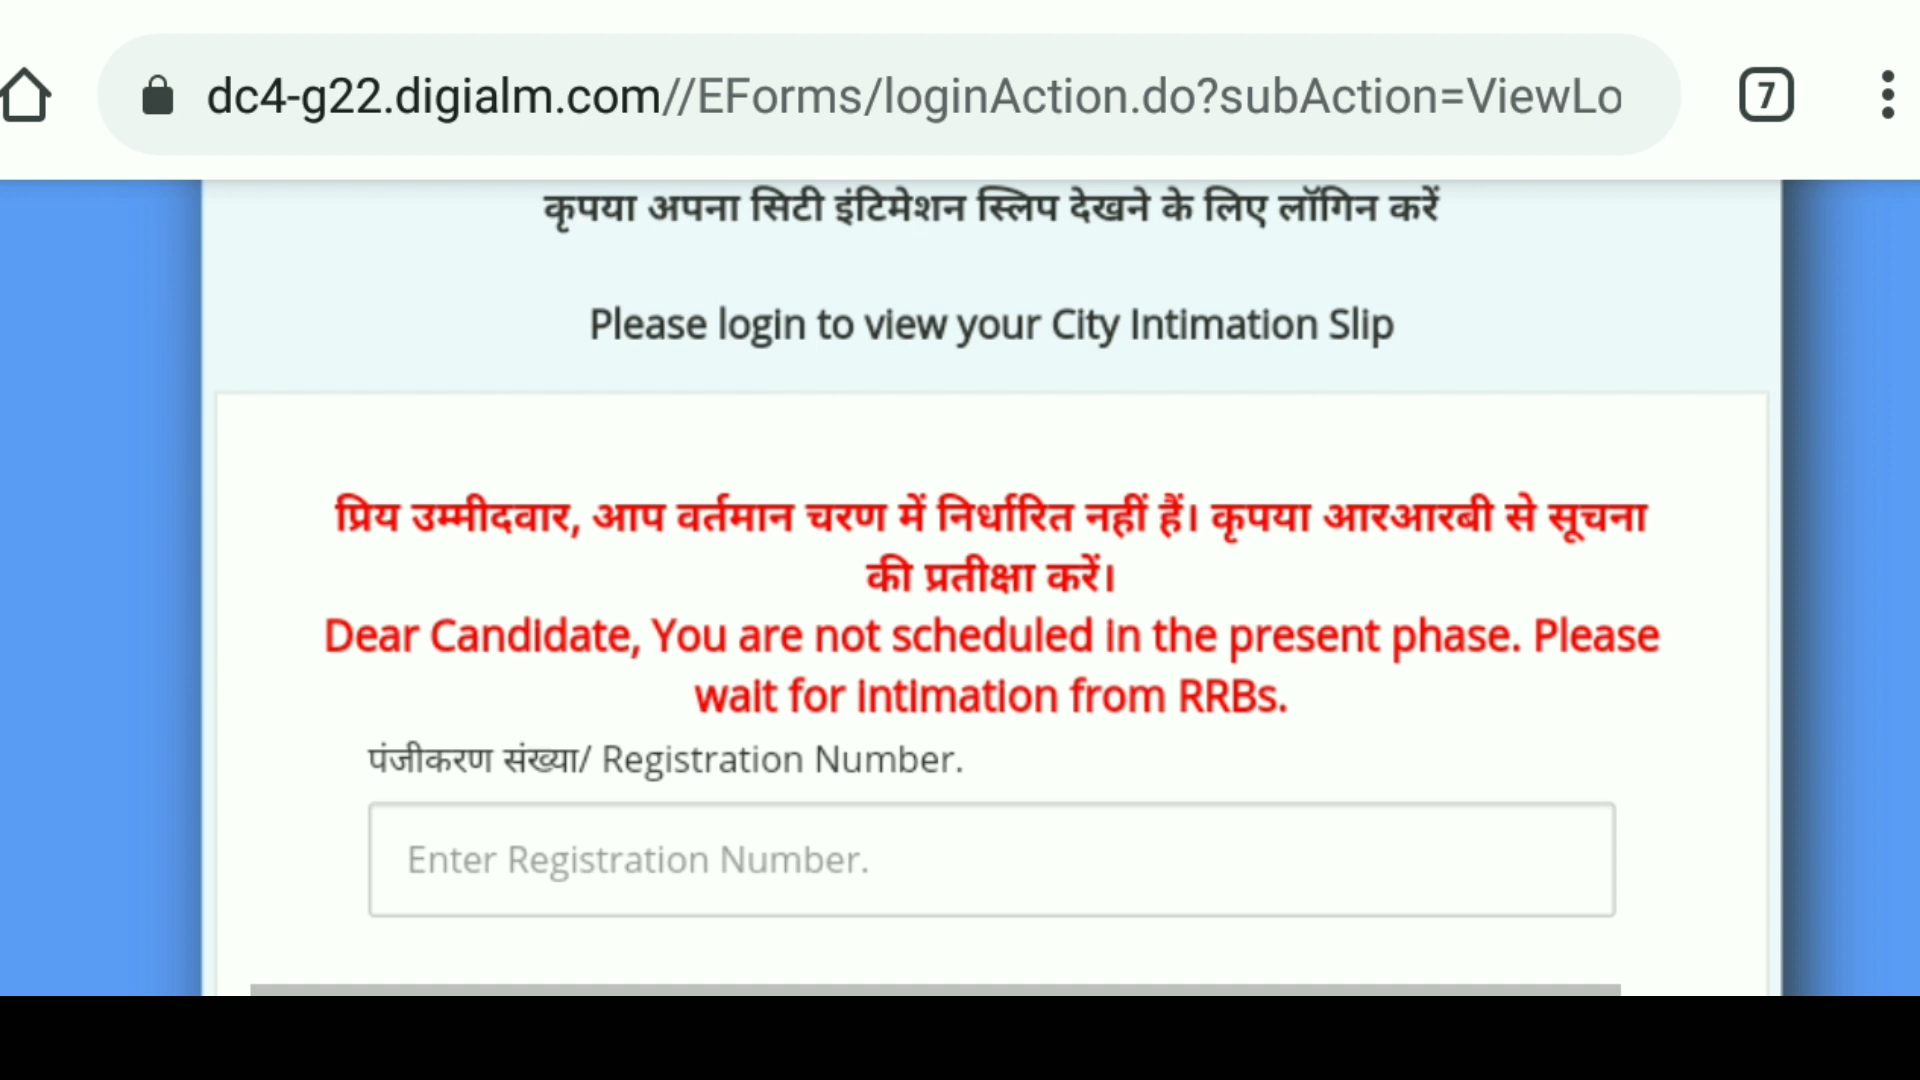 dc4-g22.digialm.com//EForms/loginAction.do?subAction=ViewLo
7
कृपया अपना सिटी इंटिमेशन स्लिप देखने के लिए लॉगिन करें
Please login to view your City Intimation Slip
प्रिय उम्मीदवार, आप वर्तमान चरण में निर्धारित नहीं हैं। कृपया आरआरबी से सूचना
की प्रतीक्षा करें।
Dear Candidate, You are not scheduled in the present phase. Please
wait for intimation from RRBs.
पंजीकरण संख्या/ Registration Number.
Enter Registration Number.